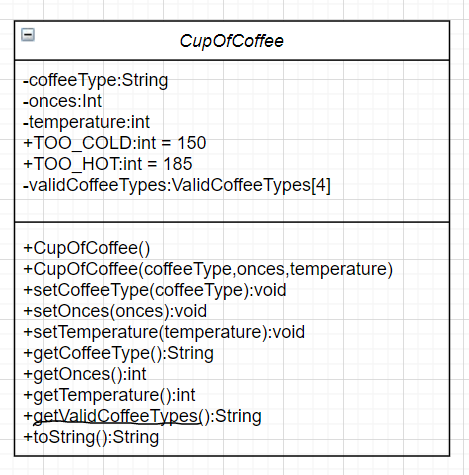 CupOfCoffee
-coffeeType:String
-onces:Int
-temperature:int
+TOO_COLD:int = 150
+TOO_HOT:int = 185
-validCoffeeTypes:ValidCoffeeTypes[4]
+CupOfCoffee()
+CupOfCoffee(coffeeType,onces,temperature)
+setCoffeeType(coffeeType):void
+setOnces(onces):void
+setTemperature(temperature):void
+getCoffeeType():String
+getOnces():int
+getTemperature():int
+getValidCoffeeTypes():String
+toString():String